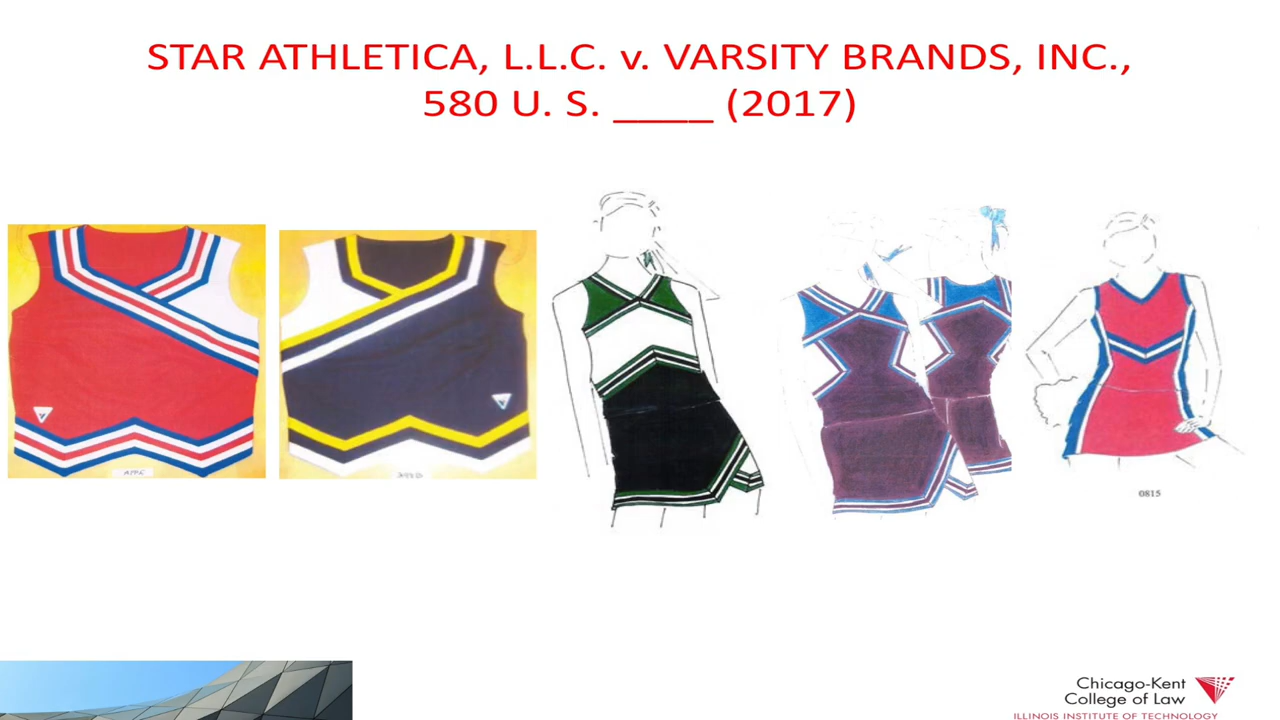 STAR ATHLETICA, L.L.C. v. VARSITY BRANDS, INC.,
580 U. S. ____ (2017)
0815
Chicago-Kent
College of Law
ILLINOIS INSTITUTE OF TECHNOLOGY